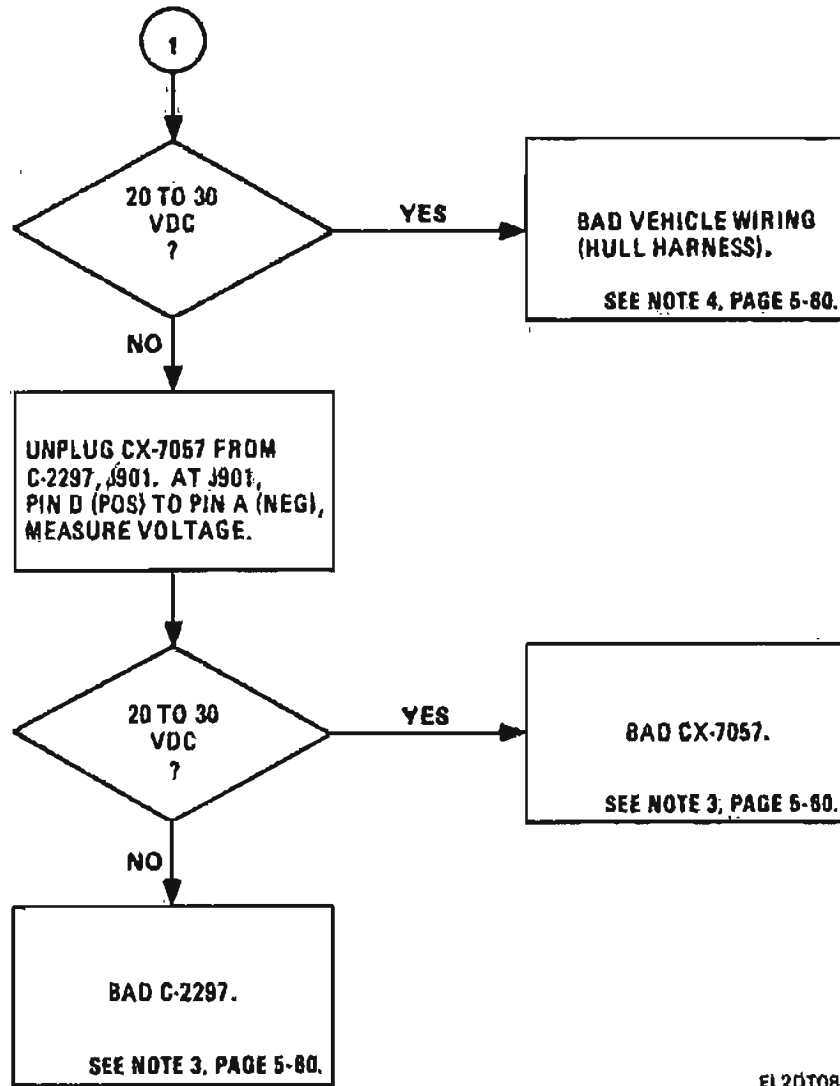 1
20 TO 30
VDC
?
YES
BAD VEHICLE WIRING
(HULL HARNESS).
SEE NOTE 4, PAGE 5-80.
NO
UNPLUG CX-7057 FROM
C-2297, J901. AT J901,
PIN D (POS) TO PIN A (NEG),
MEASURE VOLTAGE.
20 TO 30
VDC
?
YES
BAD CX-7057.
SEE NOTE 3, PAGE 5-80.
NO
BAD C-2297.
SEE NOTE 3, PAGE 5-80.